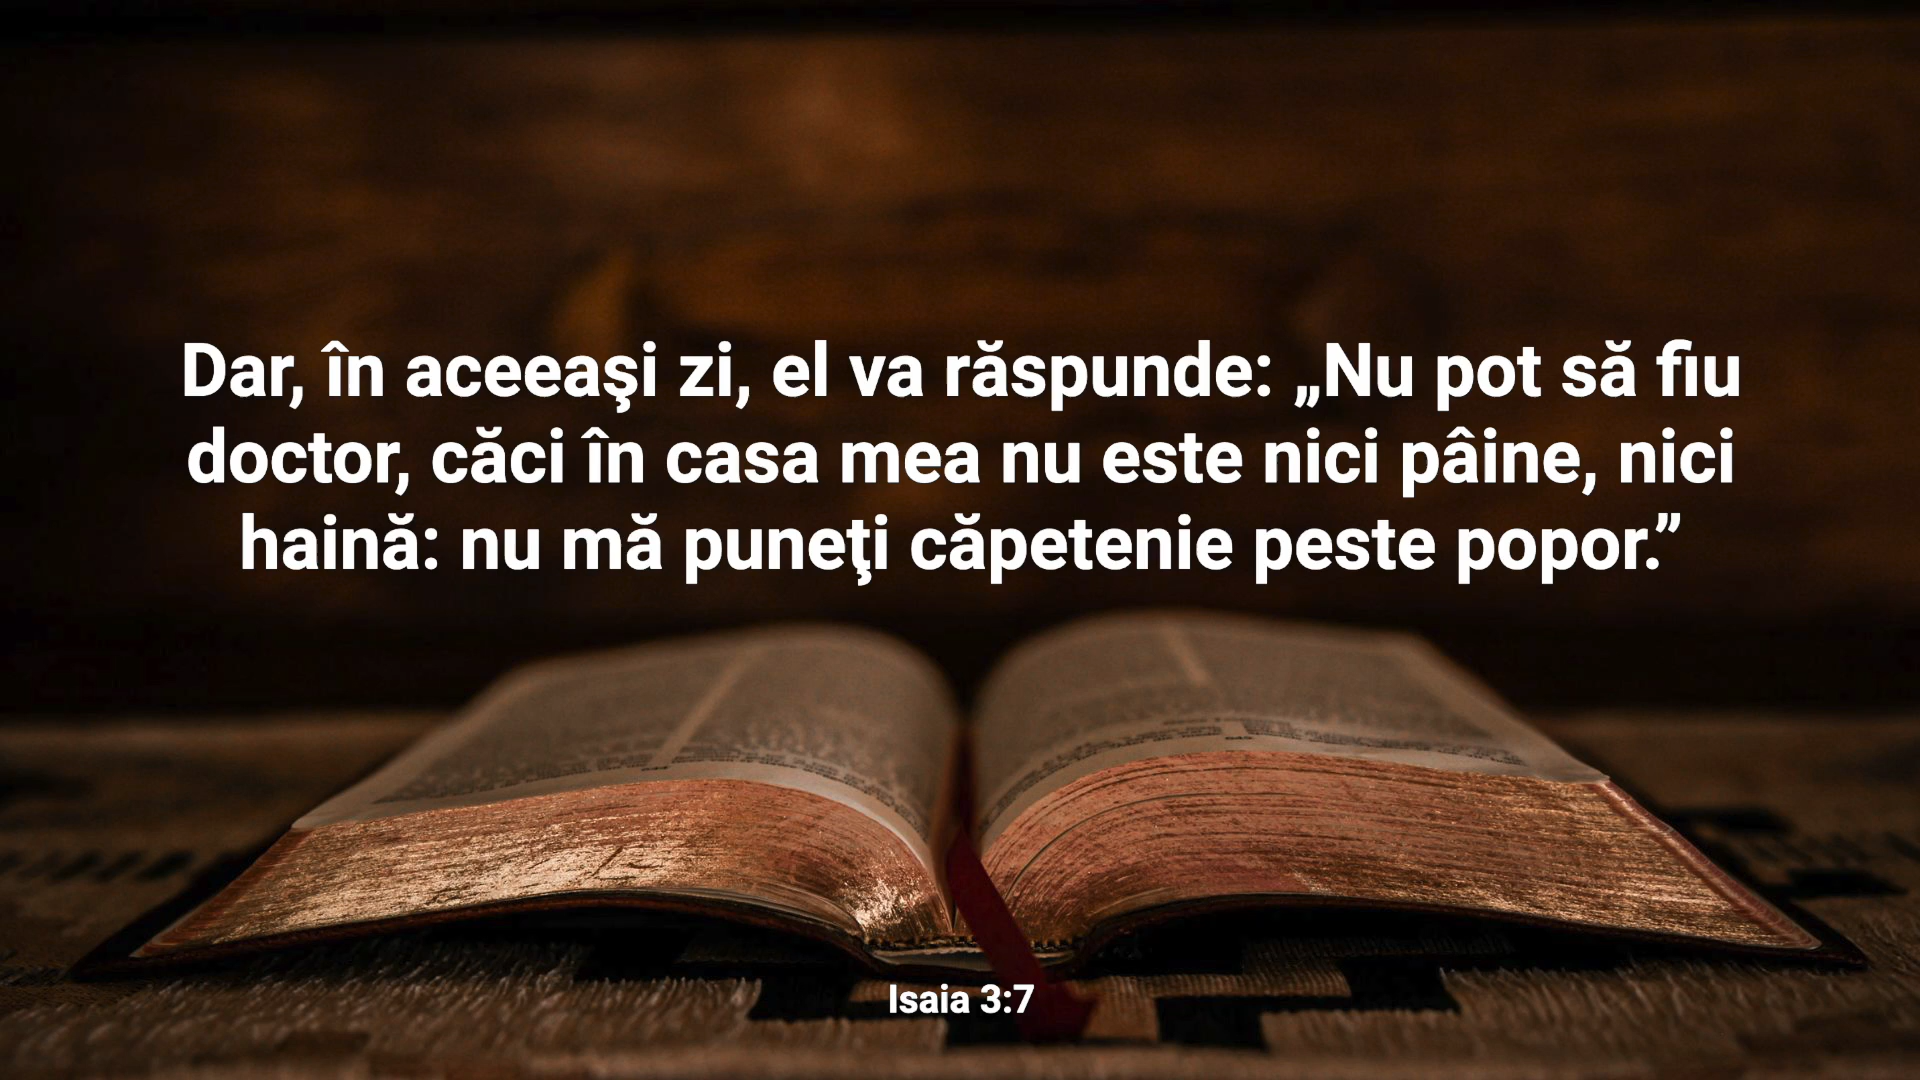 Dar, în aceeaşi zi, el va răspunde: „Nu pot să fiu
doctor, căci în casa mea nu este nici pâine, nici
haină: nu mă puneţi căpetenie peste popor.”
Isaia 3:7